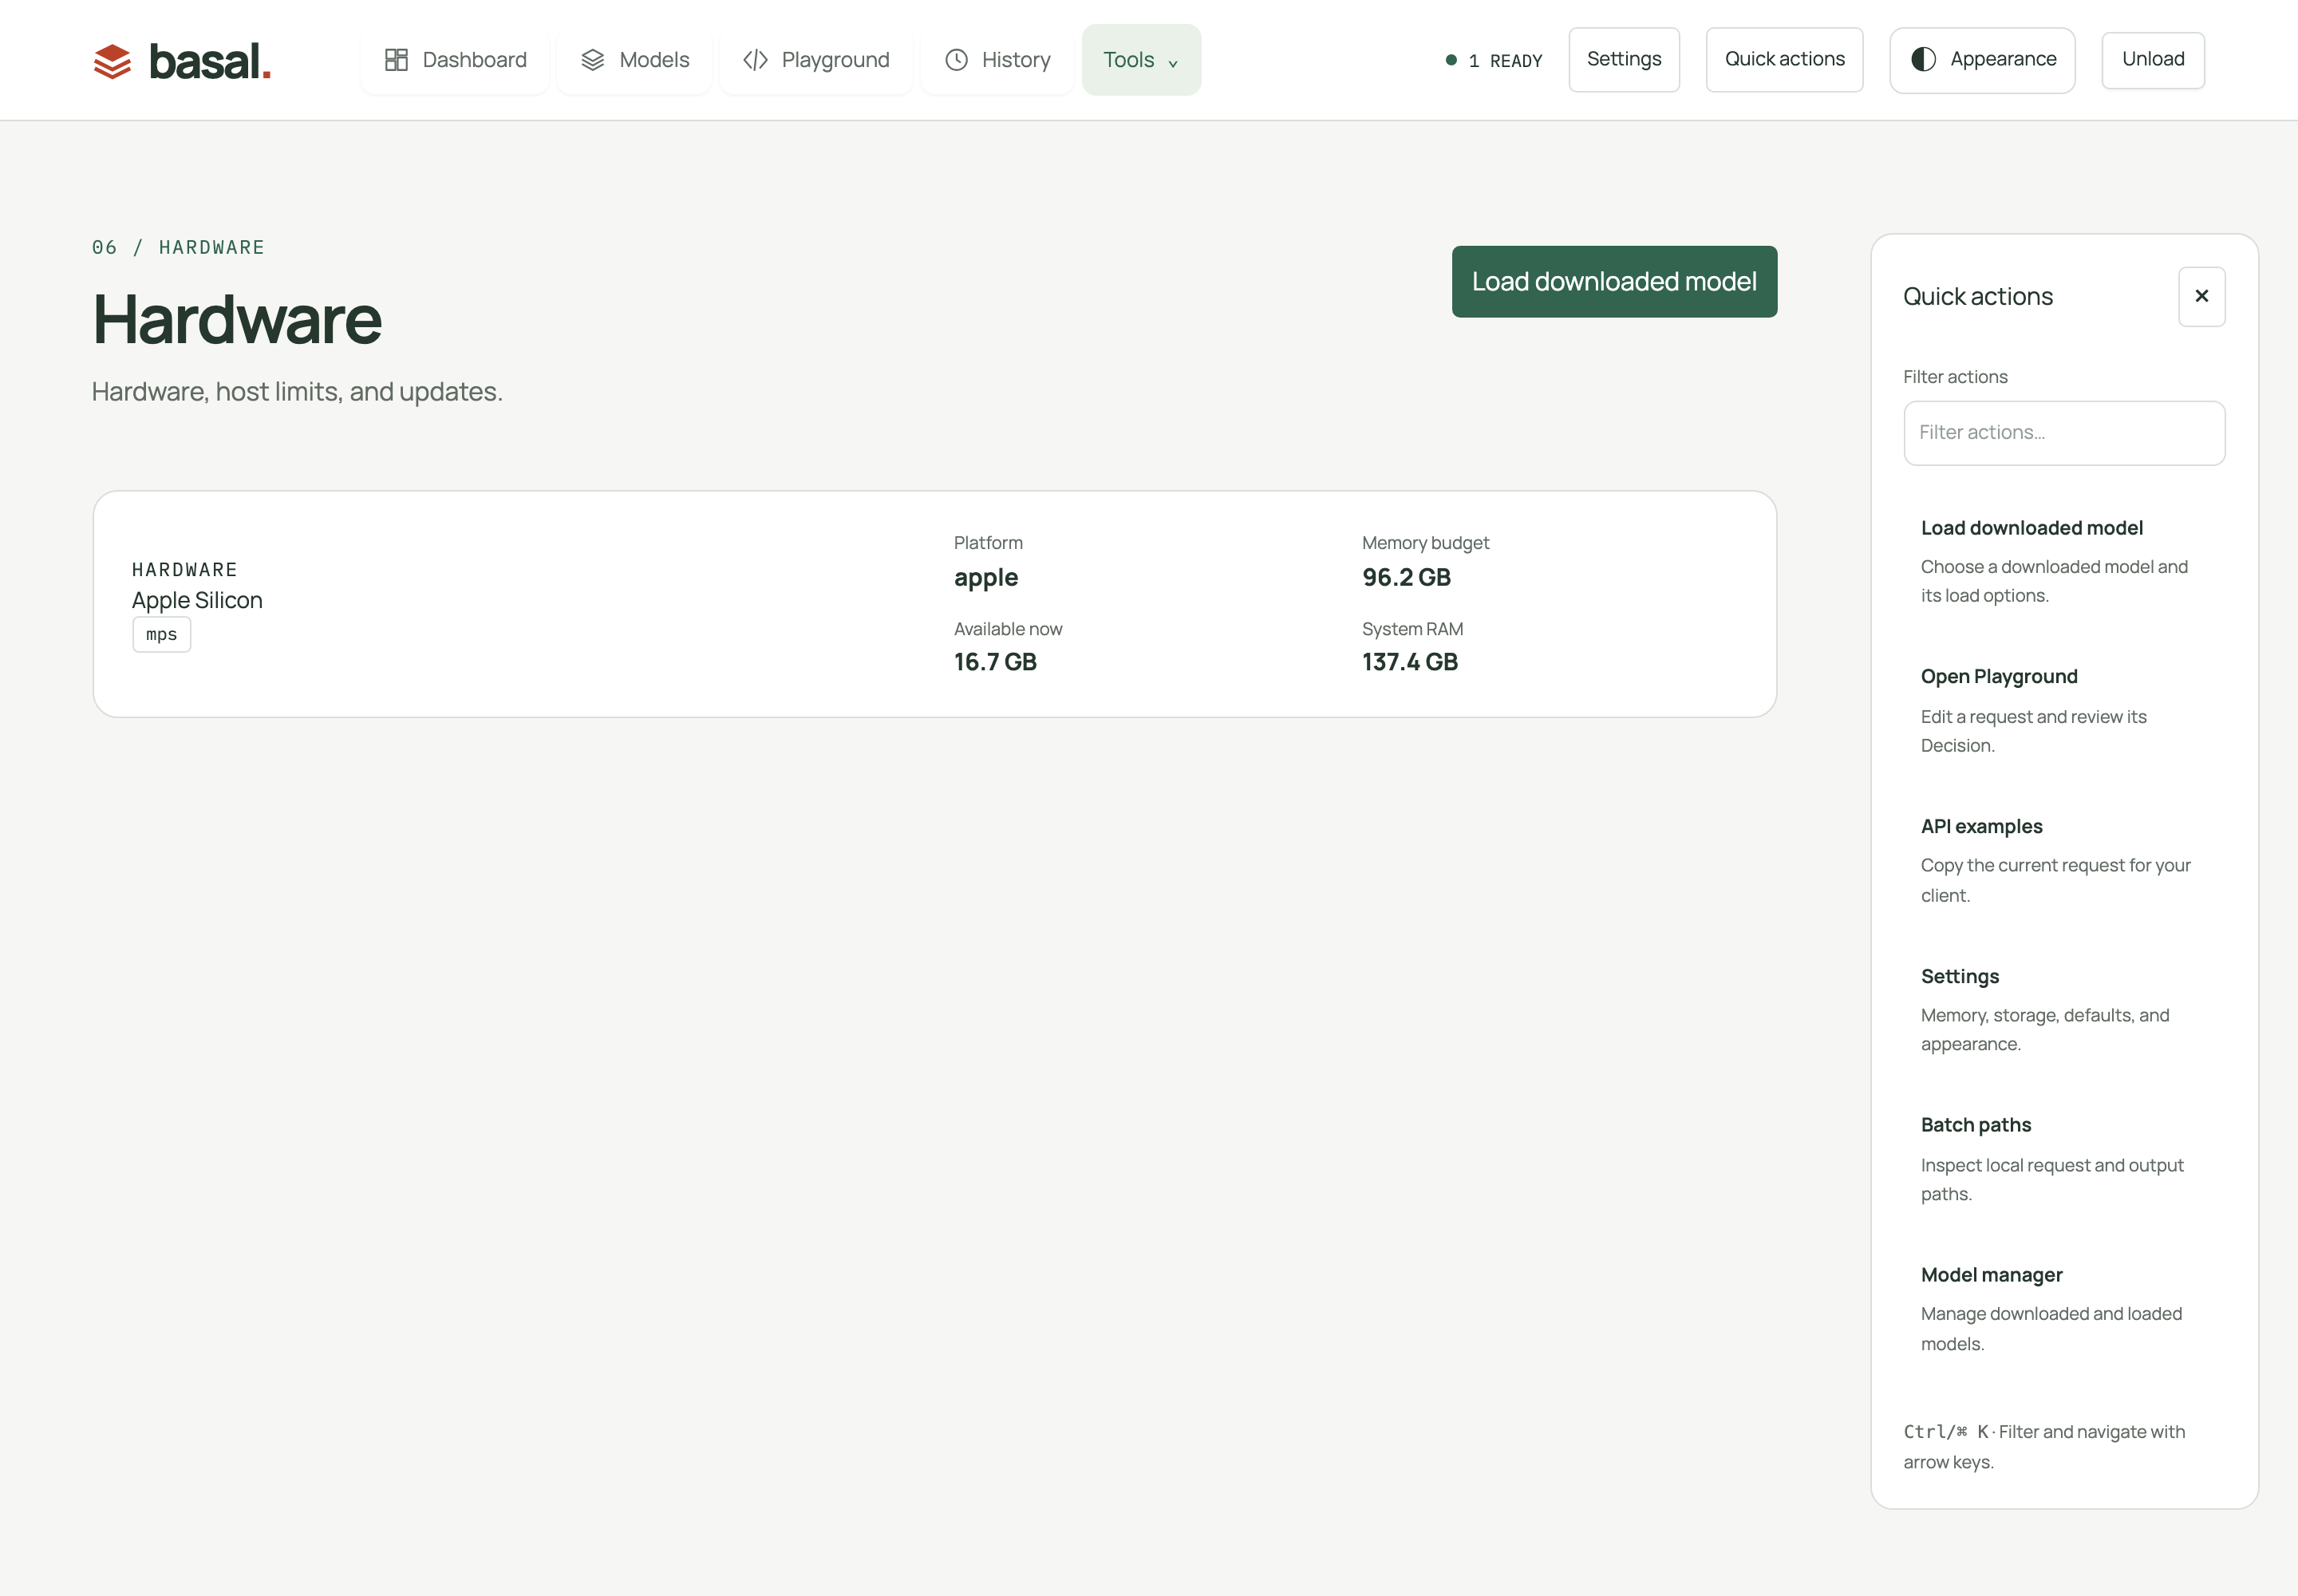 basal.
Dashboard
Models
Playground
History
Tools
1 READY
Settings
Quick actions
Appearance
Unload
06 / HARDWARE
Hardware
Hardware, host limits, and updates.
Load downloaded model
HARDWARE
Apple Silicon
mps
Platform
apple
Memory budget
96.2 GB
Available now
16.7 GB
System RAM
137.4 GB
Quick actions
Filter actions
Filter actions…
Load downloaded model
Choose a downloaded model and
its load options.
Open Playground
Edit a request and review its
Decision.
API examples
Copy the current request for your
client.
Settings
Memory, storage, defaults, and
appearance.
Batch paths
Inspect local request and output
paths.
Model manager
Manage downloaded and loaded
models.
Ctrl/⌘ K · Filter and navigate with
arrow keys.